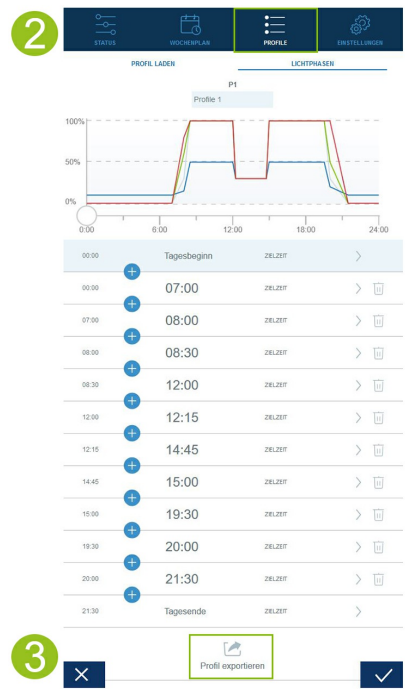 2
STATUS WOCHENPLAN PROFILE EINSTELLUNGEN
PROFIL LADEN LICHTPHASEN
P1
Profile 1
100%
50%
0%
0:00 6:00 12:00 18:00 24:00
00:00 Tagesbeginn ZIELZEIT
00:00 07:00 ZIELZEIT
07:00 08:00 ZIELZEIT
08:00 08:30 ZIELZEIT
08:30 12:00 ZIELZEIT
12:00 12:15 ZIELZEIT
12:15 14:45 ZIELZEIT
14:45 15:00 ZIELZEIT
15:00 19:30 ZIELZEIT
19:30 20:00 ZIELZEIT
20:00 21:30 ZIELZEIT
21:30 Tagesende ZIELZEIT
3
Profil exportieren